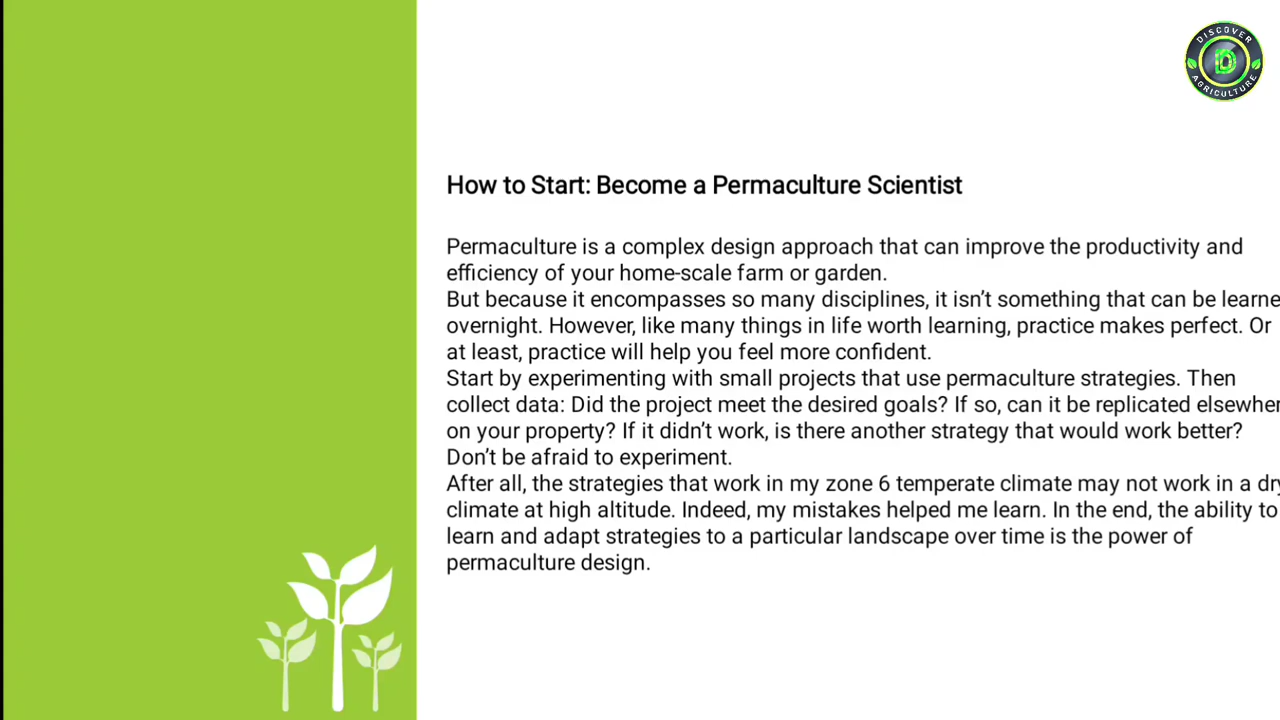 DISCOVER
D
AGRICULTURE
How to Start: Become a Permaculture Scientist
Permaculture is a complex design approach that can improve the productivity and
efficiency of your home-scale farm or garden.
But because it encompasses so many disciplines, it isn’t something that can be learne
overnight. However, like many things in life worth learning, practice makes perfect. Or
at least, practice will help you feel more confident.
Start by experimenting with small projects that use permaculture strategies. Then
collect data: Did the project meet the desired goals? If so, can it be replicated elsewher
on your property? If it didn’t work, is there another strategy that would work better?
Don’t be afraid to experiment.
After all, the strategies that work in my zone 6 temperate climate may not work in a dry
climate at high altitude. Indeed, my mistakes helped me learn. In the end, the ability to
learn and adapt strategies to a particular landscape over time is the power of
permaculture design.